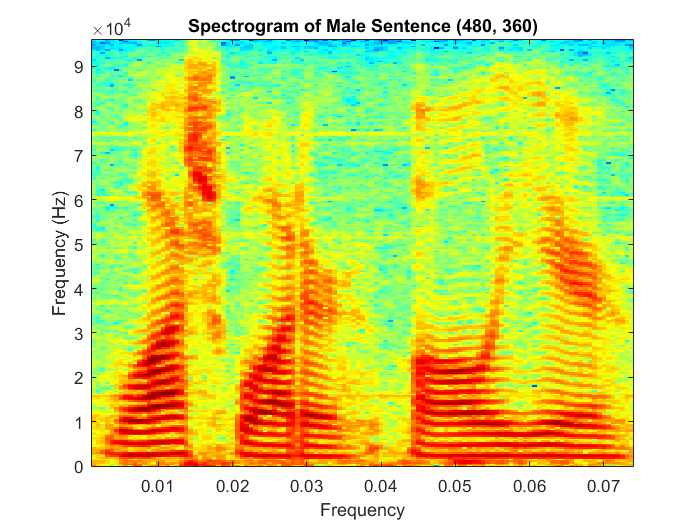 Spectrogram of Male Sentence (480, 360)
×10⁴
9
8
7
6
5
4
3
2
1
0
Frequency (Hz)
0.01 0.02 0.03 0.04 0.05 0.06 0.07
Frequency